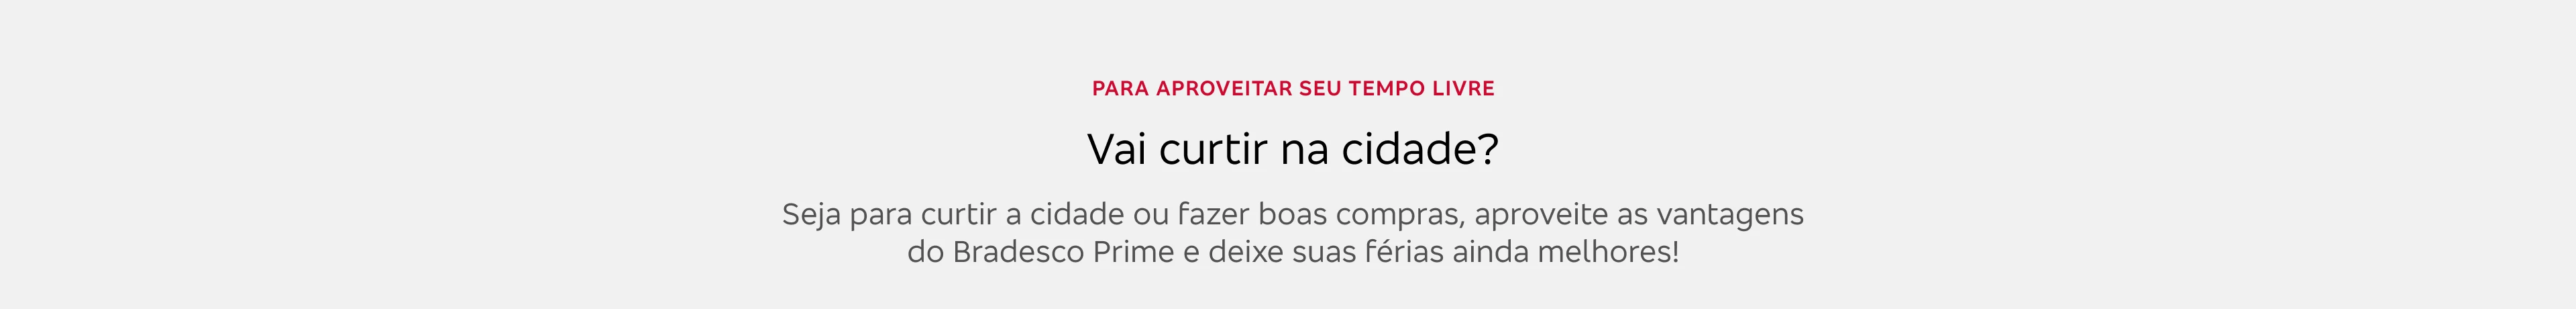 PARA APROVEITAR SEU TEMPO LIVRE
Vai curtir na cidade?
Seja para curtir a cidade ou fazer boas compras, aproveite as vantagens
do Bradesco Prime e deixe suas férias ainda melhores!